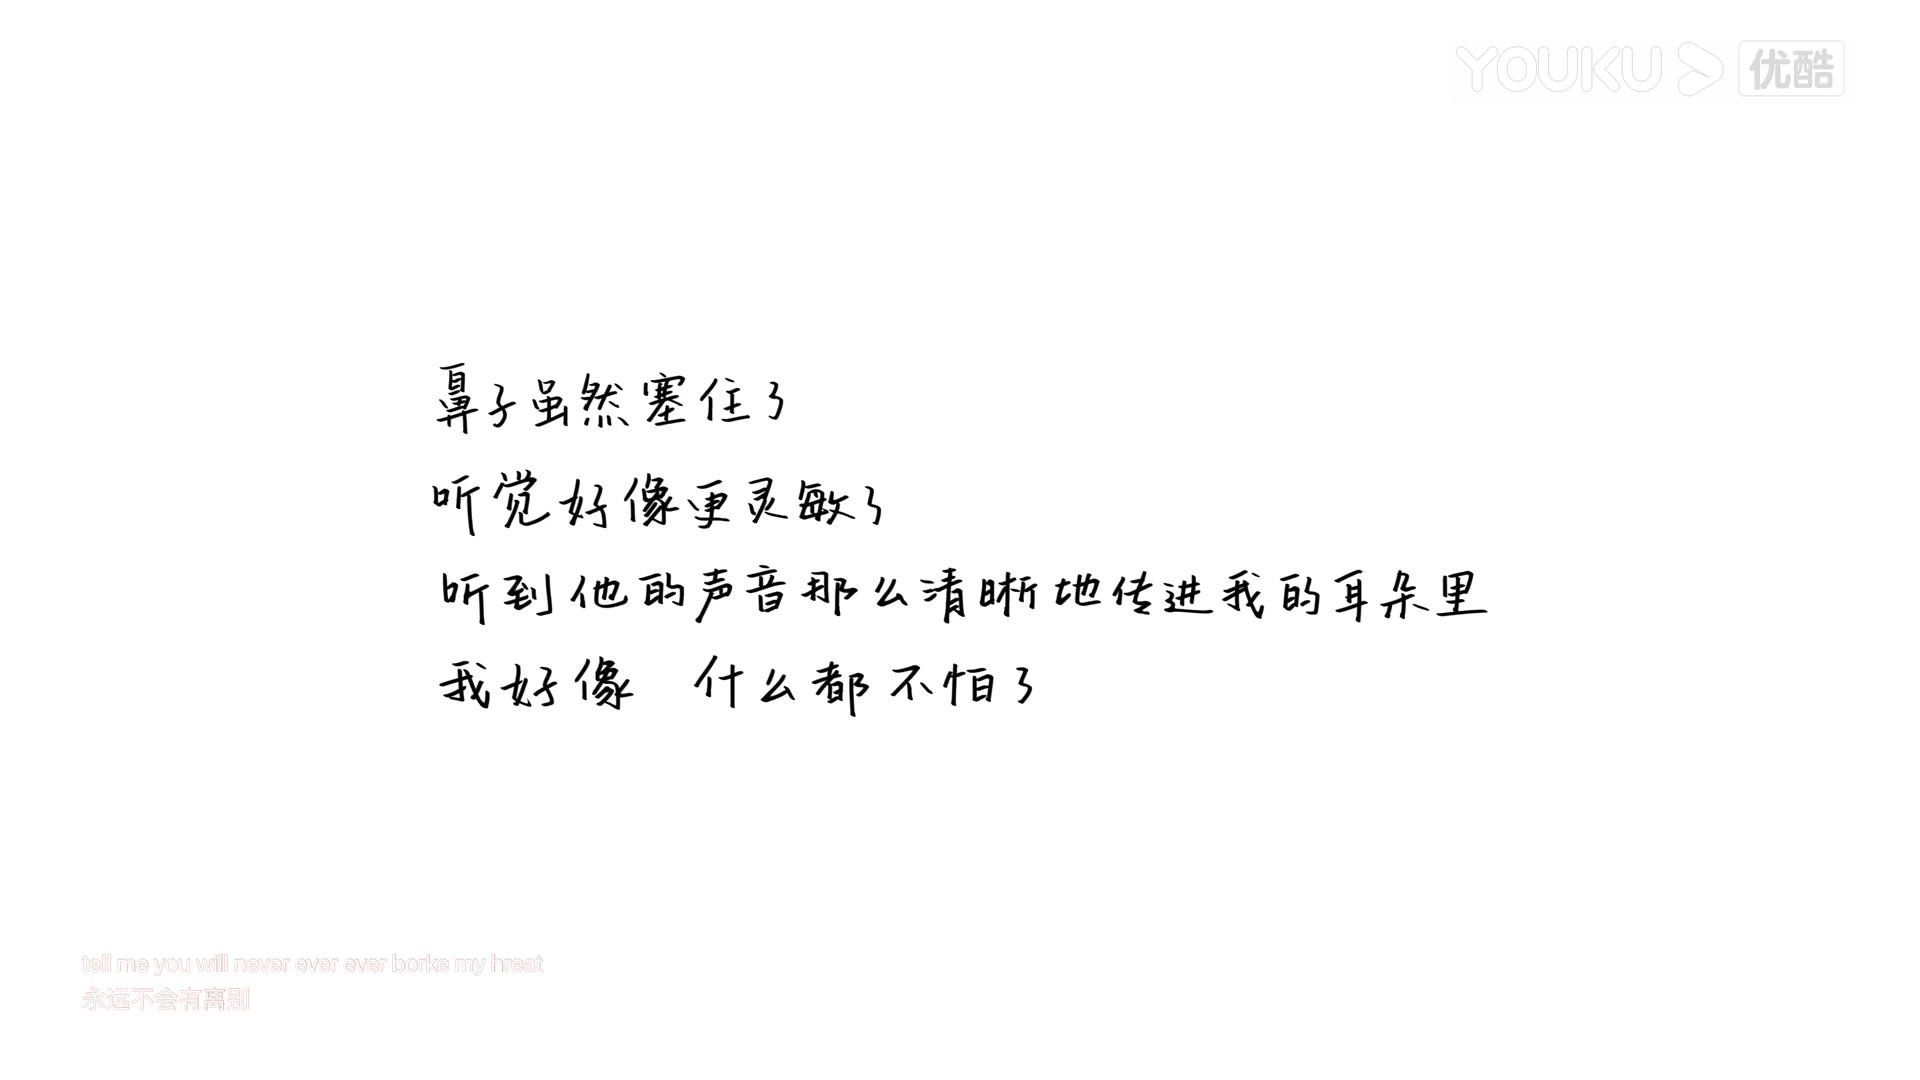 YOUKU 优酷
鼻子虽然塞住了
听觉好像更灵敏了
听到他的声音那么清晰地传进我的耳朵里
我好像 什么都不怕了
tell me you will never ever ever borke my hreat
永远不会有离别